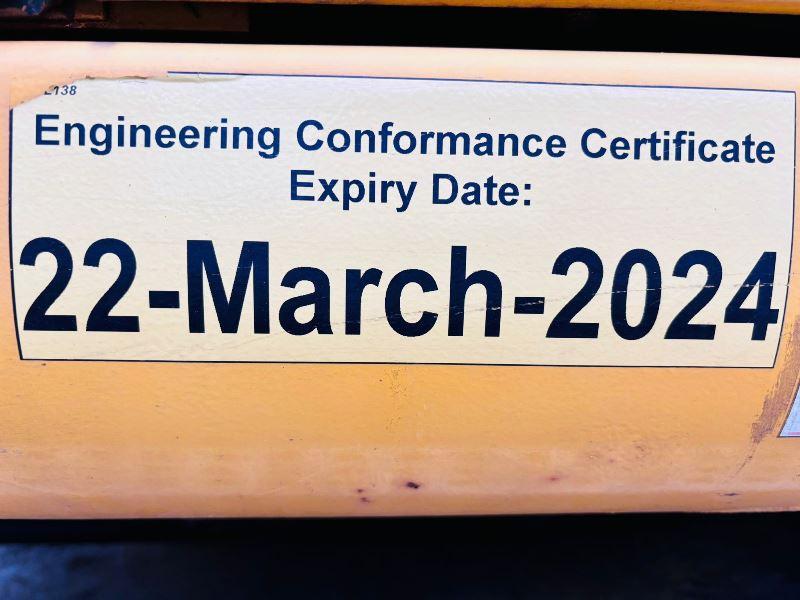 Engineering Conformance Certificate
Expiry Date:
22-March-2024